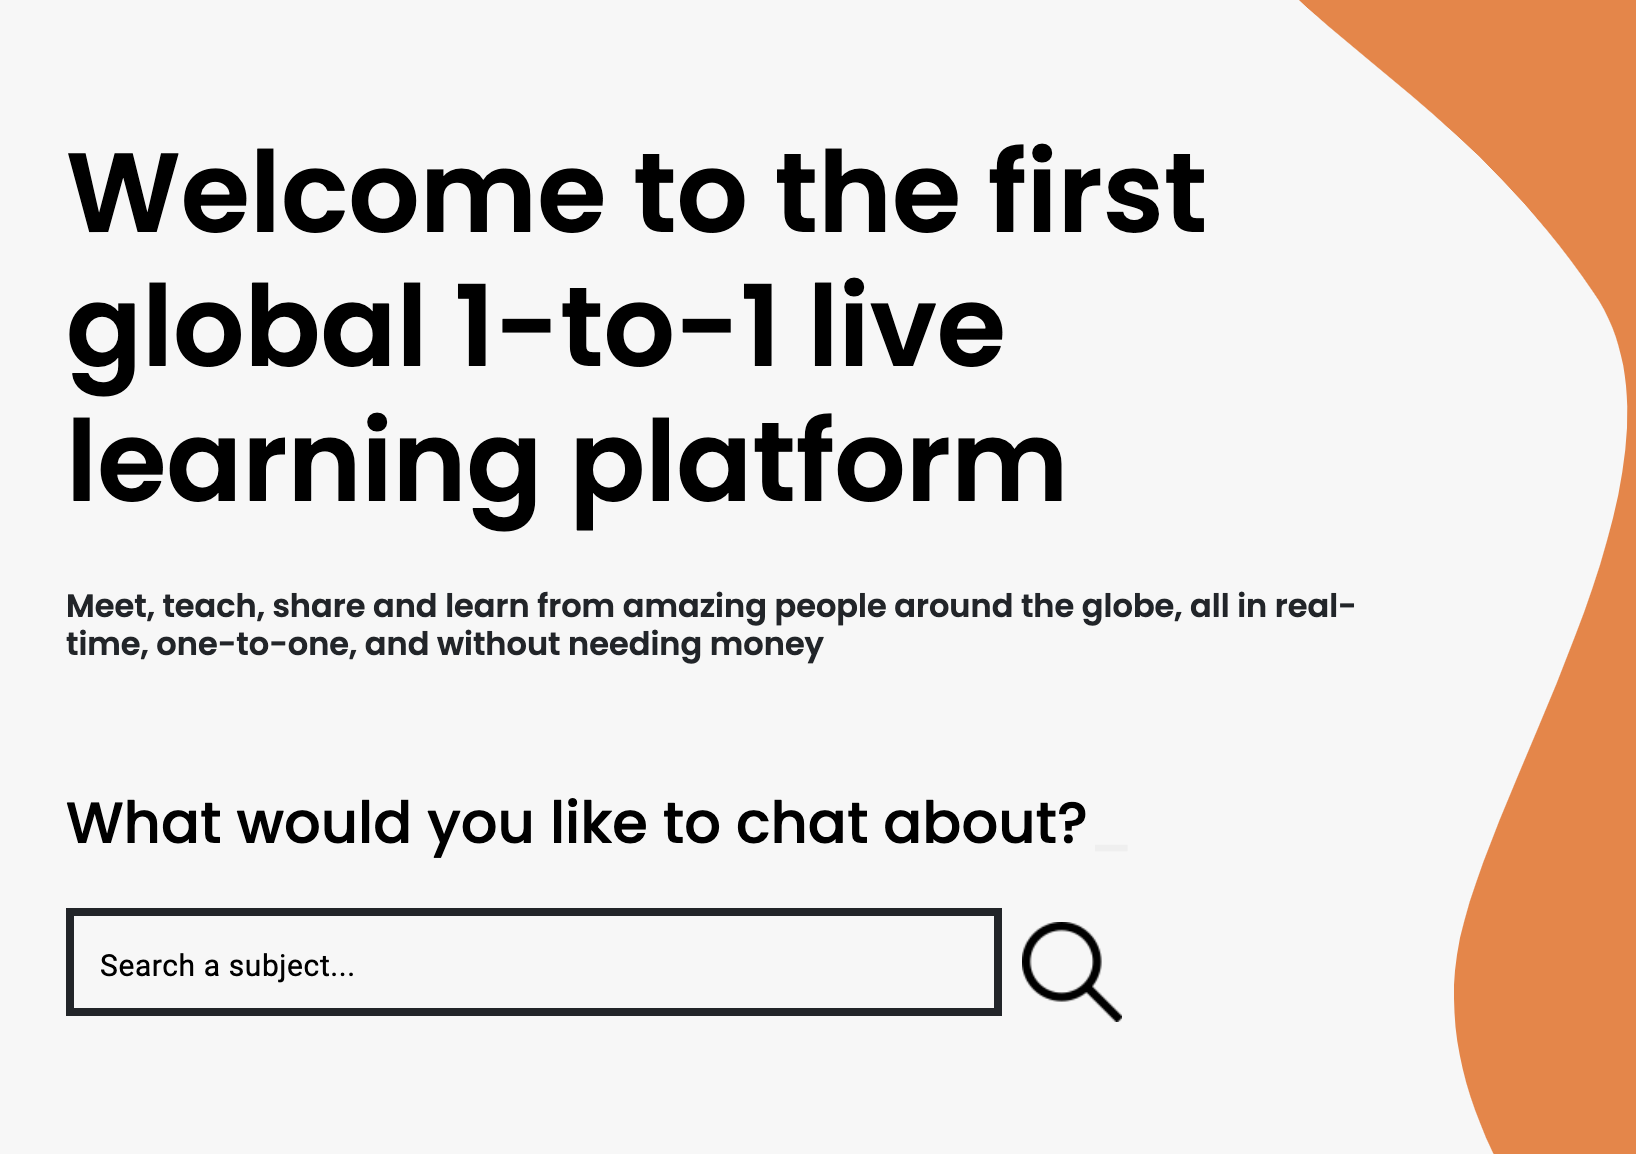 Welcome to the first
global 1-to-1 live
learning platform
Meet, teach, share and learn from amazing people around the globe, all in real-
time, one-to-one, and without needing money
What would you like to chat about?_
Search a subject...